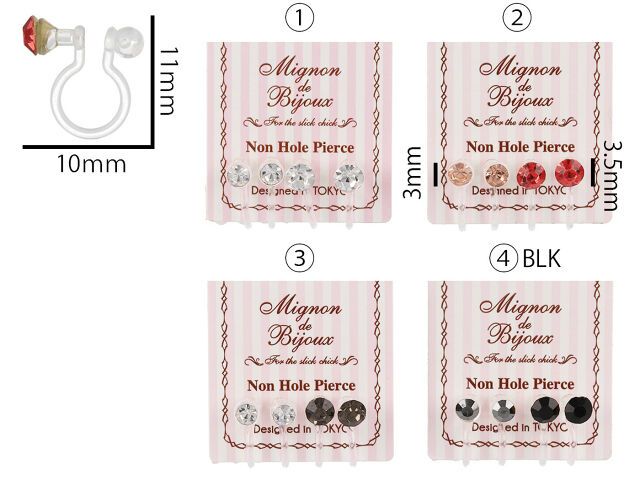 11mm
10mm
①
Mignon
de
Bijoux
For the slick chick
Non Hole Pierce
Designed in TOKYO
②
Mignon
de
Bijoux
For the slick chick
Non Hole Pierce
3mm
3.5mm
Designed in TOKYO
③
Mignon
de
Bijoux
For the slick chick
Non Hole Pierce
Designed in TOKYO
④ BLK
Mignon
de
Bijoux
For the slick chick
Non Hole Pierce
Designed in TOKYO